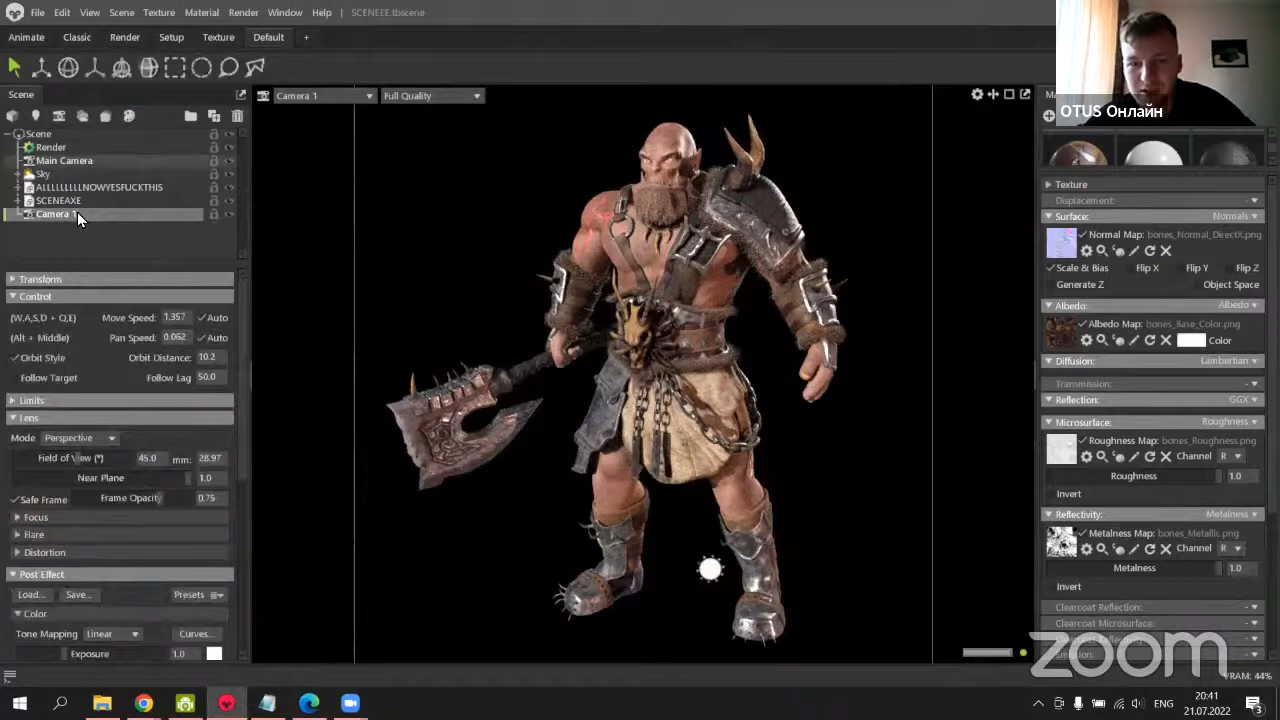 File Edit View Scene Texture Material Render Window Help SCENEEE.tbscene
Animate Classic Render Setup Texture Default +
Scene
Camera 1 Full Quality
OTUS Онлайн
Scene
Render
Main Camera
Sky
ALLLLLLLLLNOWYESFUCKTHIS
SCENEAXE
Camera 1
Transform
Control
(W,A,S,D + Q,E) Move Speed: 1.357 Auto
(Alt + Middle) Pan Speed: 0.062 Auto
Orbit Style Orbit Distance: 10.2
Follow Target Follow Lag 50.0
Limits
Lens
Mode Perspective
Field of View (°) 45.0 mm: 28.97
Near Plane 1.0
Safe Frame Frame Opacity 0.75
Focus
Flare
Distortion
Post Effect
Load... Save... Presets
Color
Tone Mapping Linear Curves...
Exposure 1.0
Texture
Displacement:
Surface: Normals
Normal Map: bones_Normal_DirectX.png
Scale & Bias Flip X Flip Y Flip Z
Generate Z Object Space
Albedo: Albedo
Albedo Map: bones_Base_Color.png
Color
Diffusion: Lambertian
Transmission:
Reflection: GGX
Microsurface: Roughness
Roughness Map: bones_Roughness.png
Channel R
Roughness 1.0
Invert
Reflectivity: Metalness
Metalness Map: bones_Metallic.png
Channel R
Metalness 1.0
Invert
Clearcoat Reflection:
Clearcoat Microsurface:
Clearcoat Reflectivity:
Emission:
zoom
VRAM: 44%
ENG
20:41
21.07.2022
3